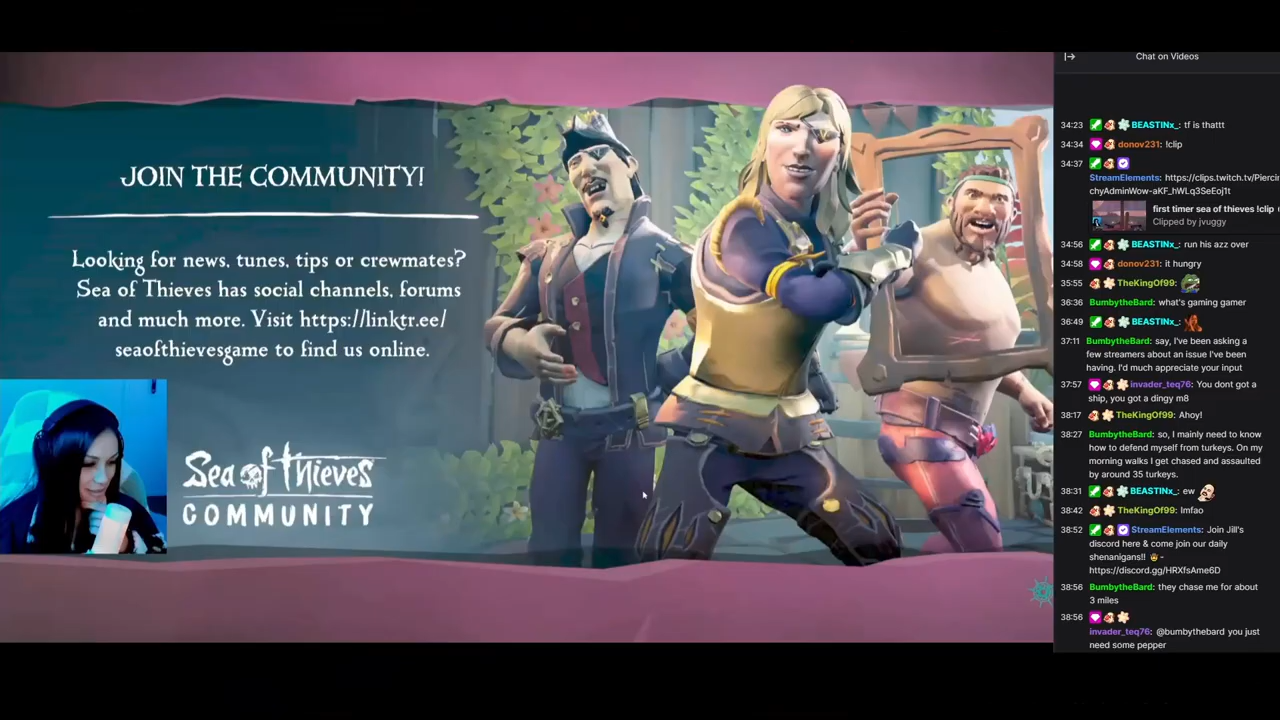 Chat on Videos
JOIN THE COMMUNITY!
Looking for news, tunes, tips or crewmates?
Sea of Thieves has social channels, forums
and much more. Visit https://linktr.ee/
seaofthievesgame to find us online.
Sea of Thieves
COMMUNITY
34:23 BEASTINx_: tf is thattt
34:34 donov231: !clip
34:37
StreamElements: https://clips.twitch.tv/Piercin
chyAdminWow-aKF_hWLq3SeEoj1t
first timer sea of thieves !clip
Clipped by jvuggy
34:56 BEASTINx_: run his azz over
34:58 donov231: it hungry
35:55 TheKingOf99:
36:36 BumbytheBard: what's gaming gamer
36:49 BEASTINx_:
37:11 BumbytheBard: say, I've been asking a
few streamers about an issue I've been
having. I'd much appreciate your input
37:57 invader_teq76: You dont got a
ship, you got a dingy m8
38:17 TheKingOf99: Ahoy!
38:27 BumbytheBard: so, I mainly need to know
how to defend myself from turkeys. On my
morning walks I get chased and assaulted
by around 35 turkeys.
38:31 BEASTINx_: ew
38:42 TheKingOf99: lmfao
38:52 StreamElements: Join Jill's
discord here & come join our daily
shenanigans!! -
https://discord.gg/HRXfsAme6D
38:56 BumbytheBard: they chase me for about
3 miles
38:56
invader_teq76: @bumbythebard you just
need some pepper